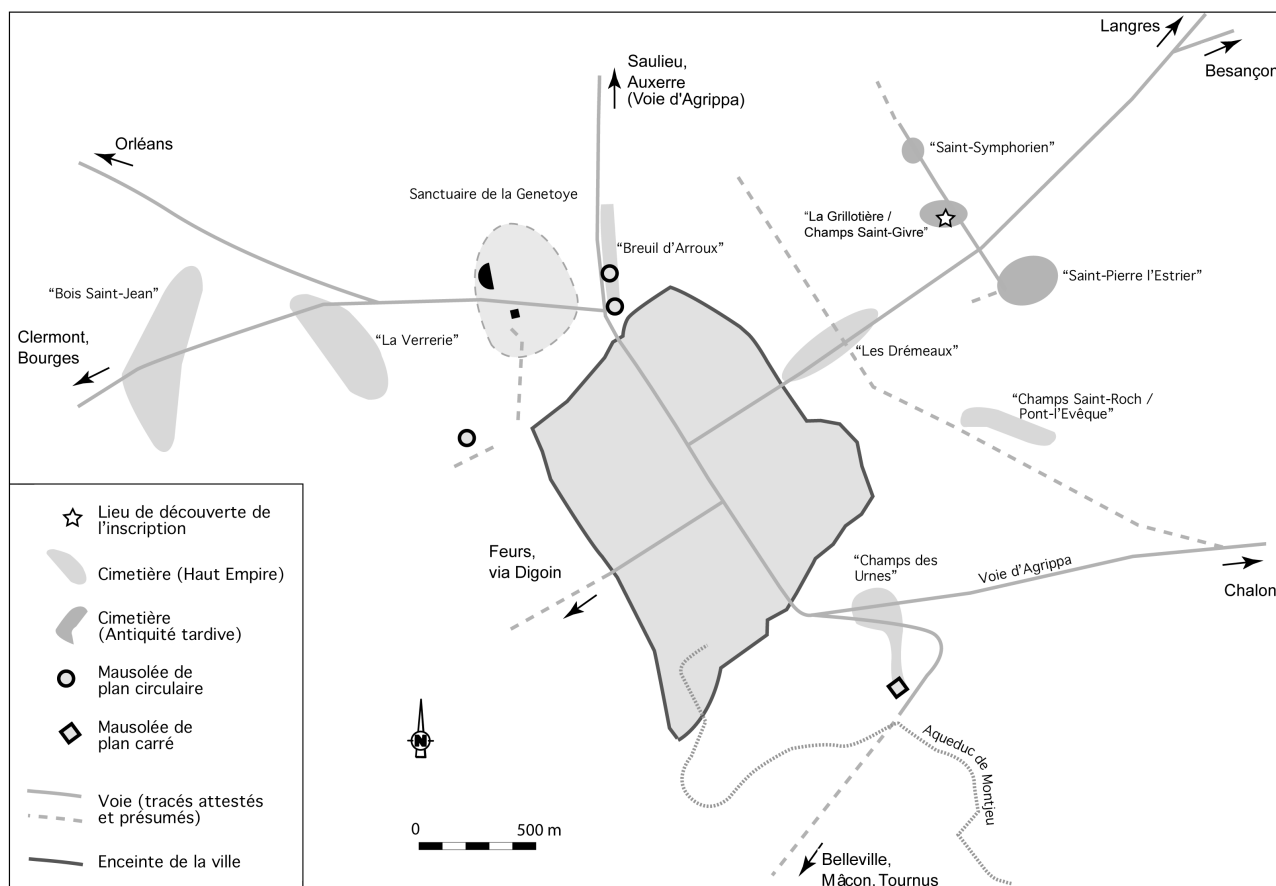 Langres
Besançon
Saulieu,
Auxerre
(Voie d'Agrippa)
Orléans
Sanctuaire de la Genetoye
“Saint-Symphorien”
“La Grillotière /
Champs Saint-Givre”
“Breuil d’Arroux”
“Saint-Pierre l’Estrier”
“Bois Saint-Jean”
“La Verrerie”
Clermont,
Bourges
“Les Drémeaux”
“Champs Saint-Roch /
Pont-l’Evêque”
Feurs,
via Digoin
“Champs des
Urnes”
Voie d’Agrippa
Chalon
Aqueduc de Montjeu
Belleville,
Mâcon, Tournus
N
0 500 m
Lieu de découverte de
l’inscription
Cimetière (Haut Empire)
Cimetière
(Antiquité tardive)
Mausolée de
plan circulaire
Mausolée de
plan carré
Voie (tracés attestés
et présumés)
Enceinte de la ville